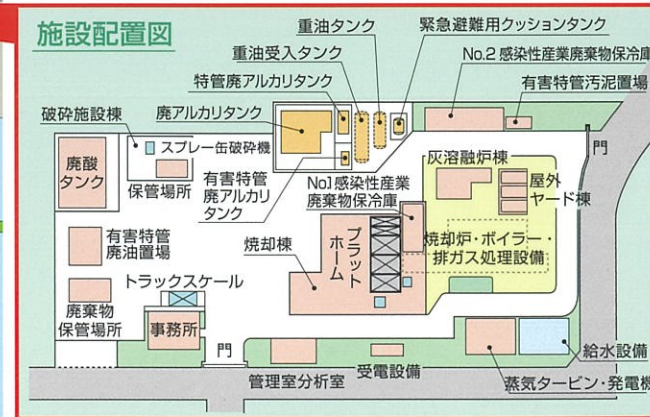 施設配置図
重油タンク
緊急避難用クッションタンク
重油受入タンク
No.2 感染性産業廃棄物保冷庫
特管廃アルカリタンク
有害特管汚泥置場
破砕施設棟
廃アルカリタンク
スプレー缶破砕機
廃酸
タンク
保管場所
有害特管
廃アルカリ
タンク
No1感染性産業
廃棄物保冷庫
灰溶融炉棟
屋外
ヤード棟
門
有害特管
廃油置場
焼却棟
プラットホーム
焼却炉・ボイラー・
排ガス処理設備
トラックスケール
廃棄物
保管場所
事務所
門
管理室分析室
受電設備
給水設備
蒸気タービン・発電機